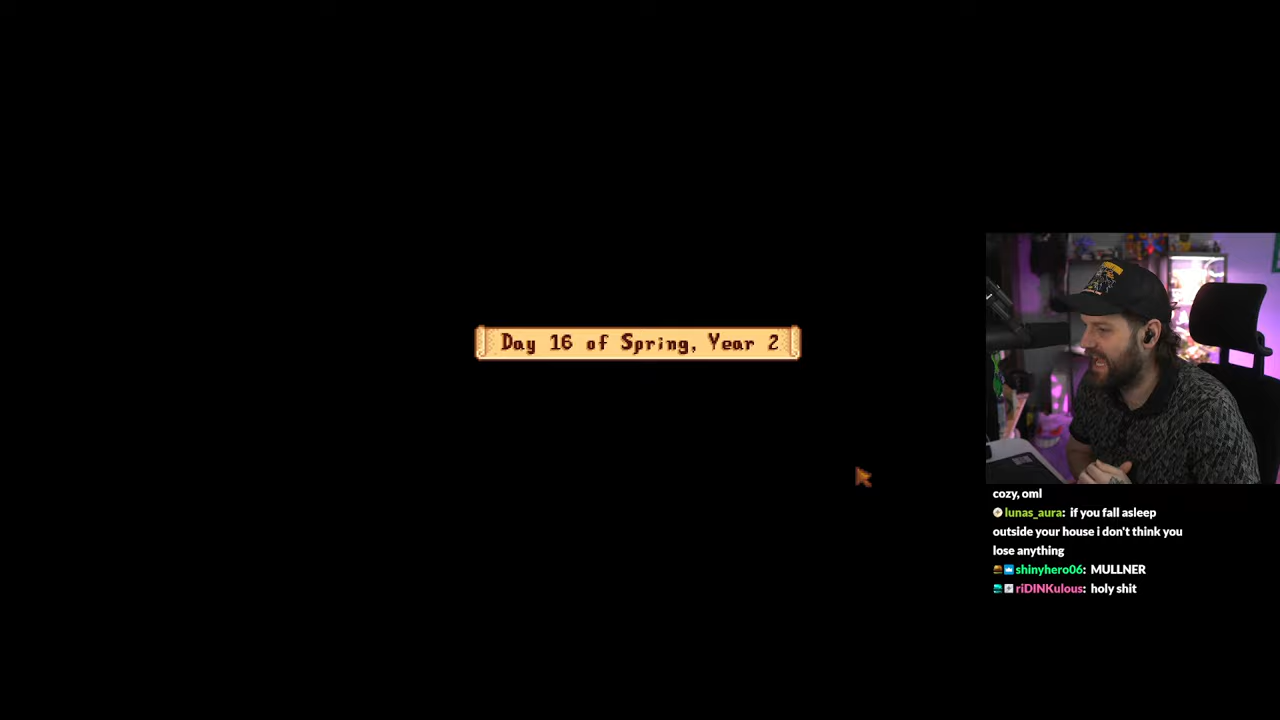 Day 16 of Spring, Year 2
cozy, oml
lunas_aura: if you fall asleep
outside your house i don't think you
lose anything
shinyhero06: MULLNER
riDINKulous: holy shit